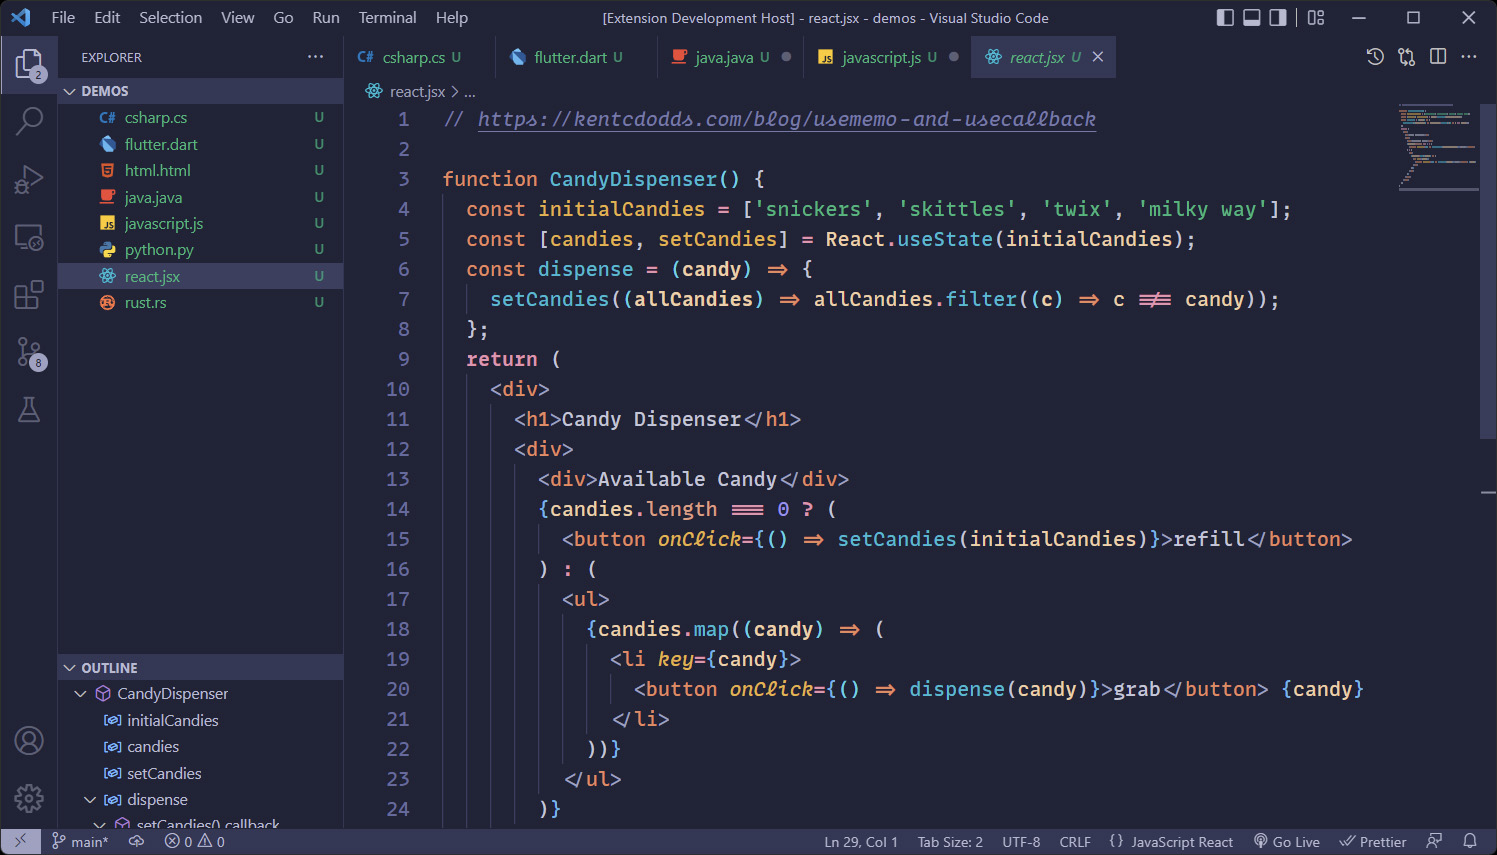 File Edit Selection View Go Run Terminal Help
[Extension Development Host] - react.jsx - demos - Visual Studio Code
EXPLORER
2
8
DEMOS
C# csharp.cs U
flutter.dart U
html.html U
java.java U
JS javascript.js U
python.py U
react.jsx U
rust.rs U
OUTLINE
CandyDispenser
initialCandies
candies
setCandies
dispense
setCandies() callback
C# csharp.cs U
flutter.dart U
java.java U
JS javascript.js U
react.jsx U
react.jsx > ...
1 // https://kentcdodds.com/blog/usememo-and-usecallback
2
3 function CandyDispenser() {
4 const initialCandies = ['snickers', 'skittles', 'twix', 'milky way'];
5 const [candies, setCandies] = React.useState(initialCandies);
6 const dispense = (candy) => {
7 setCandies((allCandies) => allCandies.filter((c) => c !== candy));
8 };
9 return (
10 <div>
11 <h1>Candy Dispenser</h1>
12 <div>
13 <div>Available Candy</div>
14 {candies.length === 0 ? (
15 <button onClick={() => setCandies(initialCandies)}>refill</button>
16 ) : (
17 <ul>
18 {candies.map((candy) => (
19 <li key={candy}>
20 <button onClick={() => dispense(candy)}>grab</button> {candy}
21 </li>
22 ))}
23 </ul>
24 )}
main* 0 0 Ln 29, Col 1 Tab Size: 2 UTF-8 CRLF {} JavaScript React Go Live Prettier